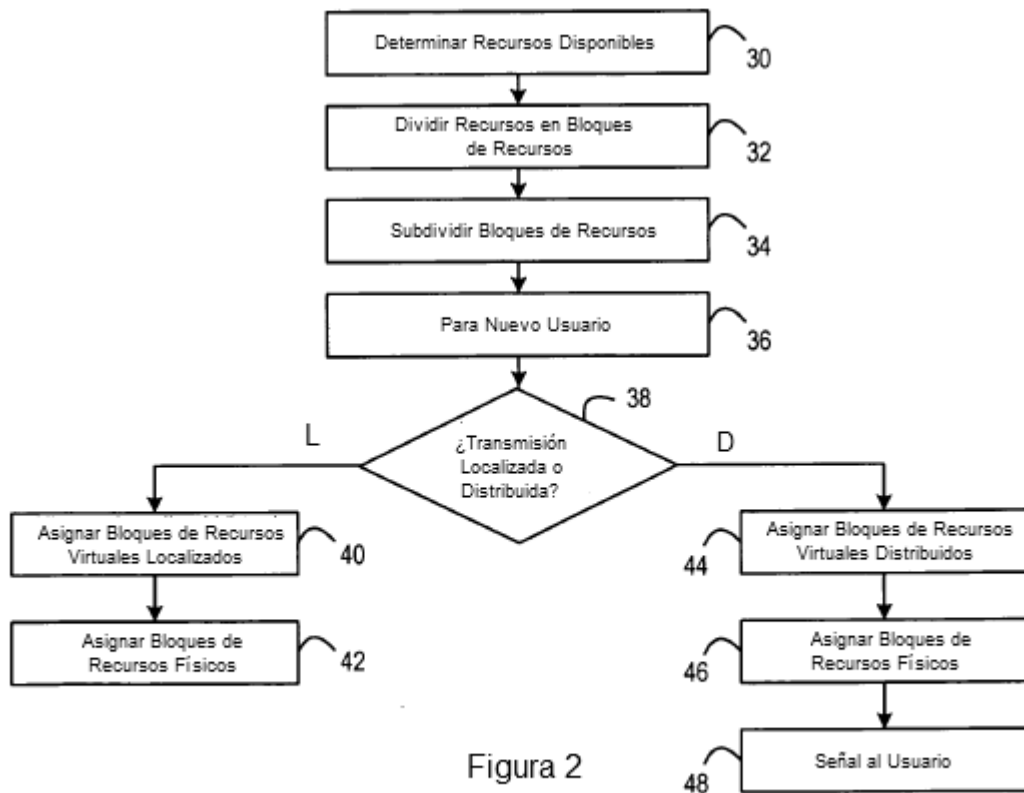 Determinar Recursos Disponibles
30
Dividir Recursos en Bloques
de Recursos
32
Subdividir Bloques de Recursos
34
Para Nuevo Usuario
36
38
¿Transmisión
Localizada o
Distribuida?
L
D
Asignar Bloques de Recursos
Virtuales Localizados
40
Asignar Bloques de
Recursos Físicos
42
Asignar Bloques de Recursos
Virtuales Distribuidos
44
Asignar Bloques de
Recursos Físicos
46
Señal al Usuario
48
Figura 2